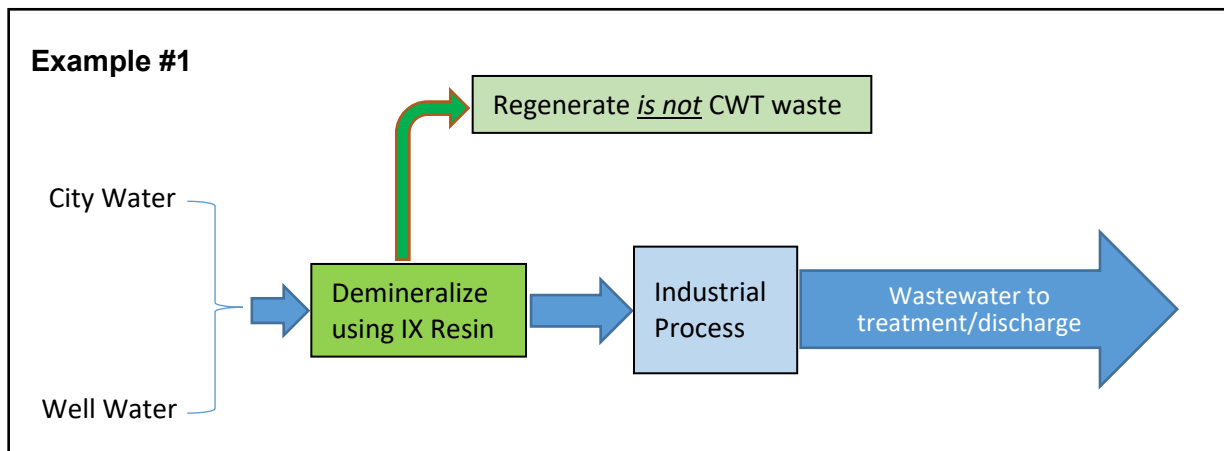 Example #1
Regenerate is not CWT waste
City Water
Demineralize
using IX Resin
Industrial
Process
Wastewater to
treatment/discharge
Well Water